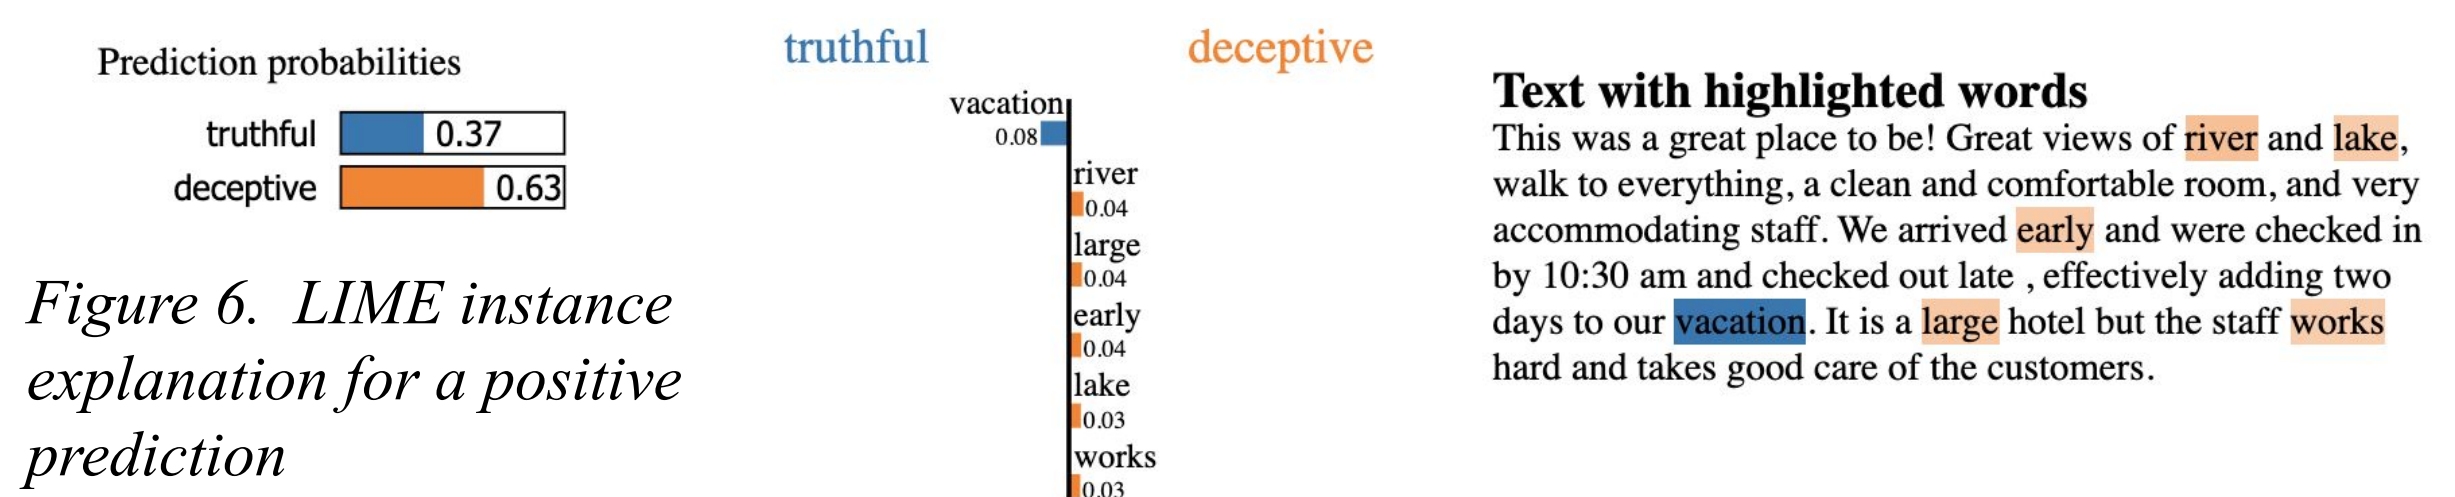 Prediction probabilities
truthful 0.37
deceptive 0.63
Figure 6. LIME instance
explanation for a positive
prediction
truthful deceptive
vacation
0.08
river
0.04
large
0.04
early
0.04
lake
0.03
works
0.03
Text with highlighted words
This was a great place to be! Great views of river and lake,
walk to everything, a clean and comfortable room, and very
accommodating staff. We arrived early and were checked in
by 10:30 am and checked out late , effectively adding two
days to our vacation. It is a large hotel but the staff works
hard and takes good care of the customers.